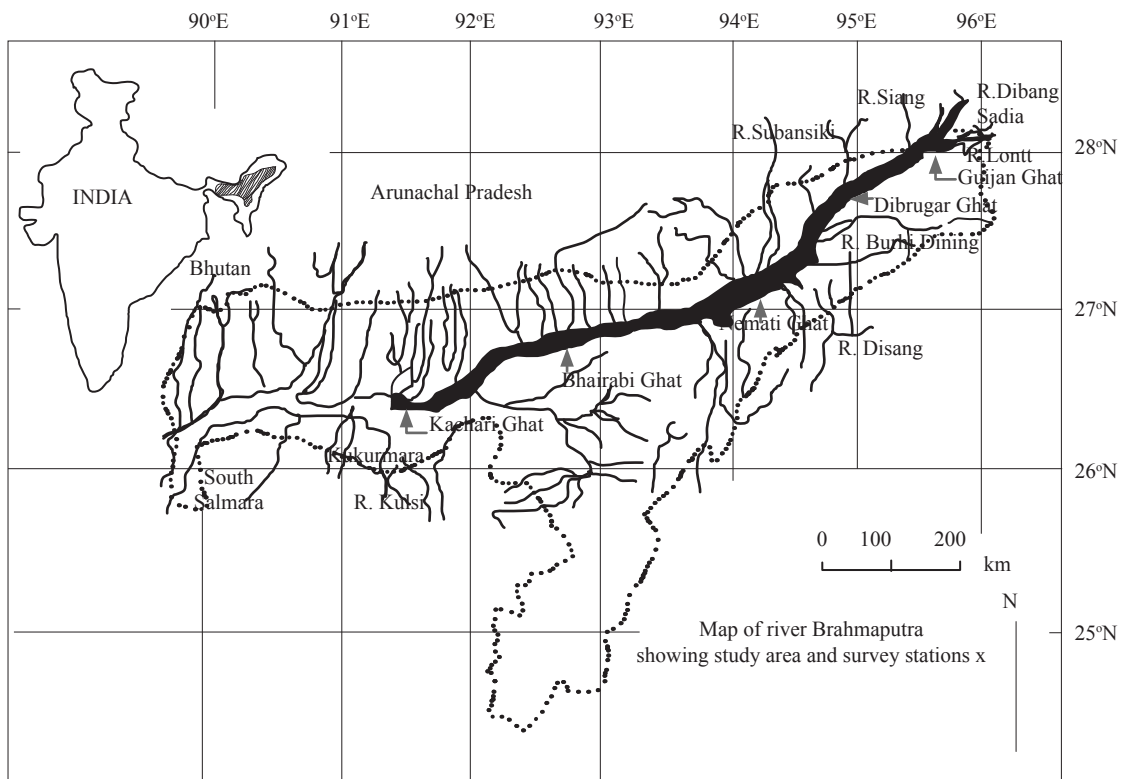 90°E 91°E 92°E 93°E 94°E 95°E 96°E
R.Dibang
R.Siang
Sadia
R.Subansiki
28°N
R.Lontt
Guijan Ghat
INDIA
Arunachal Pradesh
Dibrugar Ghat
R. Burhi Dining
Bhutan
27°N
Nemati Ghat
R. Disang
Bhairabi Ghat
Kachari Ghat
Kukurmara
26°N
South
Salmara
R. Kulsi
0 100 200
km
N
Map of river Brahmaputra
showing study area and survey stations x
25°N